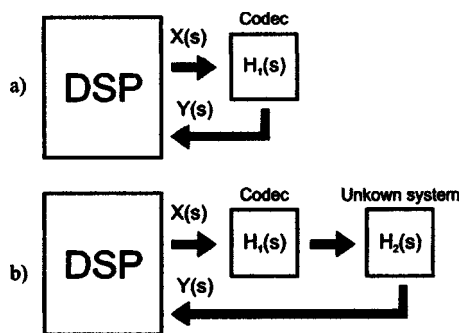 Codec
X(s)
a)
DSP
H₁(s)
Y(s)
Codec
Unkown system
X(s)
b)
DSP
H₁(s)
H₂(s)
Y(s)